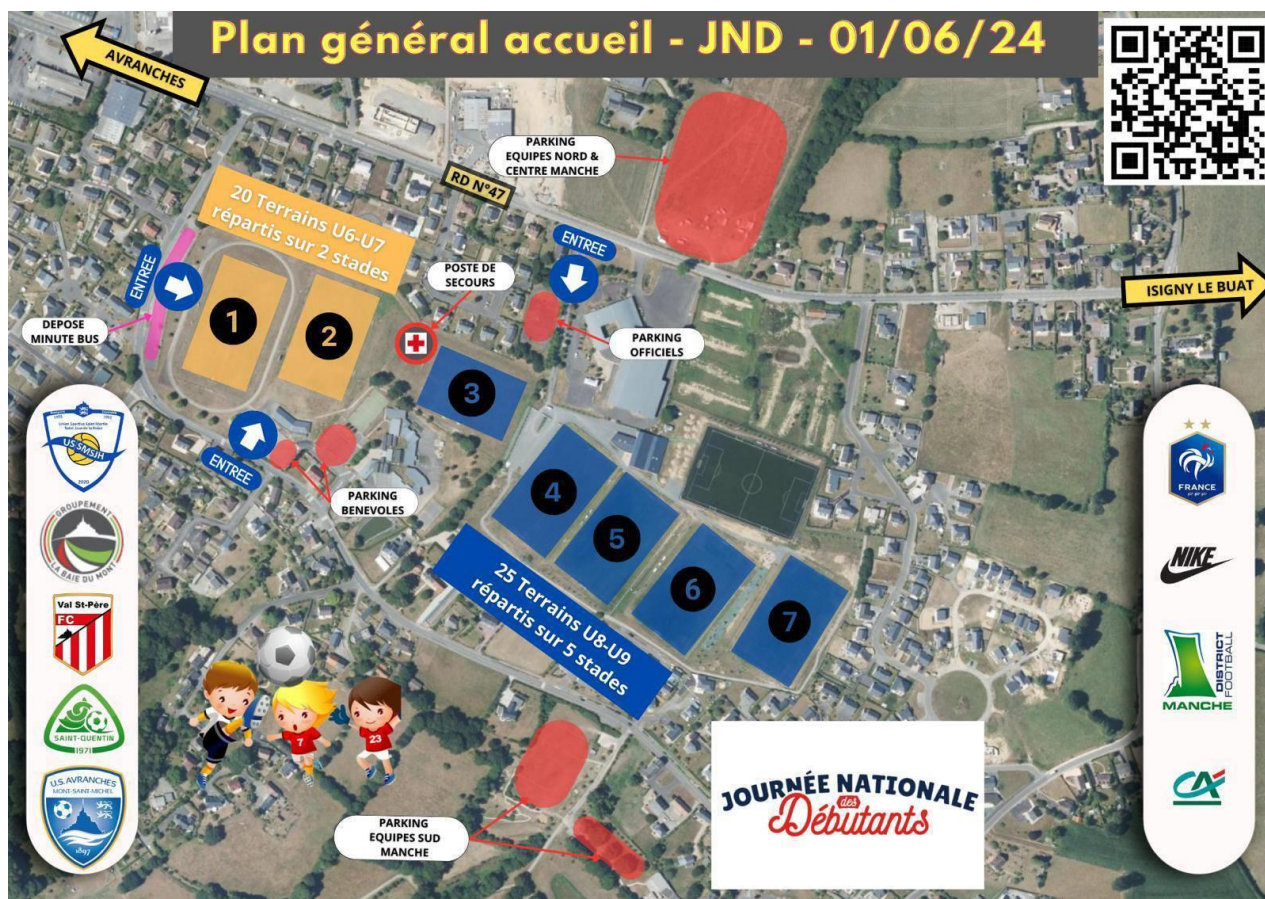 Plan général accueil - JND - 01/06/24
AVRANCHES
PARKING
EQUIPES NORD &
CENTRE MANCHE
RD N°47
20 Terrains U6-U7
répartis sur 2 stades
ENTREE
ENTREE
POSTE DE
SECOURS
ISIGNY LE BUAT
DEPOSE
MINUTE BUS
1
2
PARKING
OFFICIELS
3
ENTREE
PARKING
BENEVOLES
4
5
6
7
25 Terrains U8-U9
répartis sur 5 stades
US.SMSJH
1920
GROUPEMENT
LA BAIE DU MONT
Val St-Père
FC
SAINT-QUENTIN
1971
U.S. AVRANCHES
MONT-SAINT-MICHEL
1897
7
23
FRANCE
NIKE
DISTRICT
FOOTBALL
MANCHE
CA
PARKING
EQUIPES SUD
MANCHE
JOURNÉE NATIONALE
des
Débutants